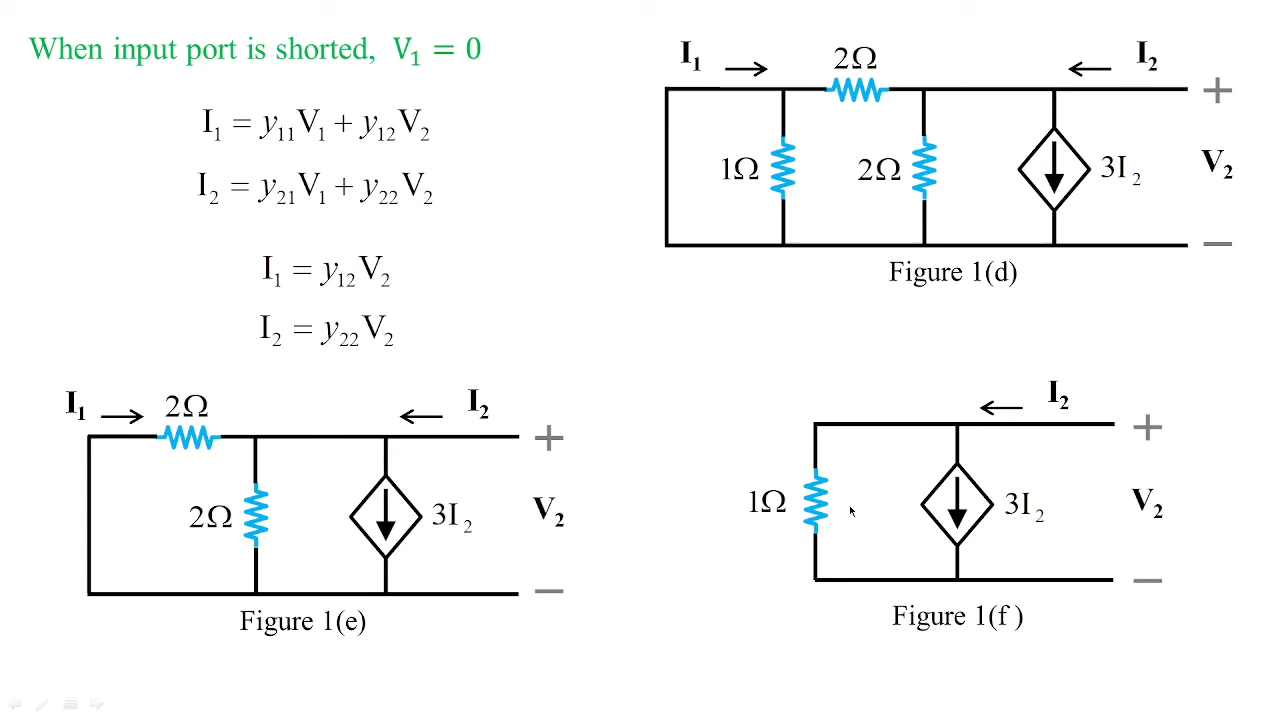 When input port is shorted, V₁ = 0
I₁ = y₁₁V₁ + y₁₂V₂
I₂ = y₂₁V₁ + y₂₂V₂
I₁ = y₁₂V₂
I₂ = y₂₂V₂
I₁
2Ω
I₂
+
1Ω
2Ω
3I₂
V₂
−
Figure 1(d)
I₁
2Ω
I₂
+
2Ω
3I₂
V₂
−
Figure 1(e)
I₂
+
1Ω
3I₂
V₂
−
Figure 1(f )